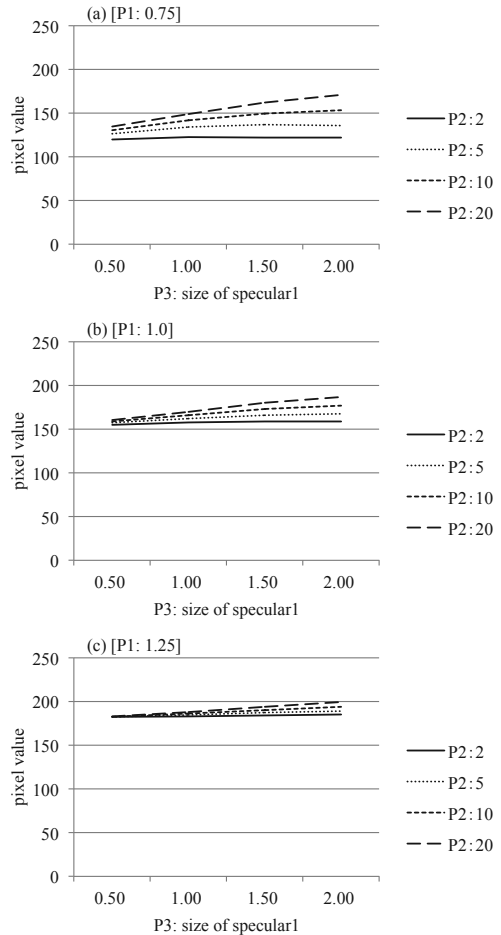 (a) [P1: 0.75]
250
200
150
100
50
0
pixel value
0.50 1.00 1.50 2.00
P3: size of specular1
P2: 2
P2: 5
P2: 10
P2: 20
(b) [P1: 1.0]
250
200
150
100
50
0
pixel value
0.50 1.00 1.50 2.00
P3: size of specular1
P2: 2
P2: 5
P2: 10
P2: 20
(c) [P1: 1.25]
250
200
150
100
50
0
pixel value
0.50 1.00 1.50 2.00
P3: size of specular1
P2: 2
P2: 5
P2: 10
P2: 20